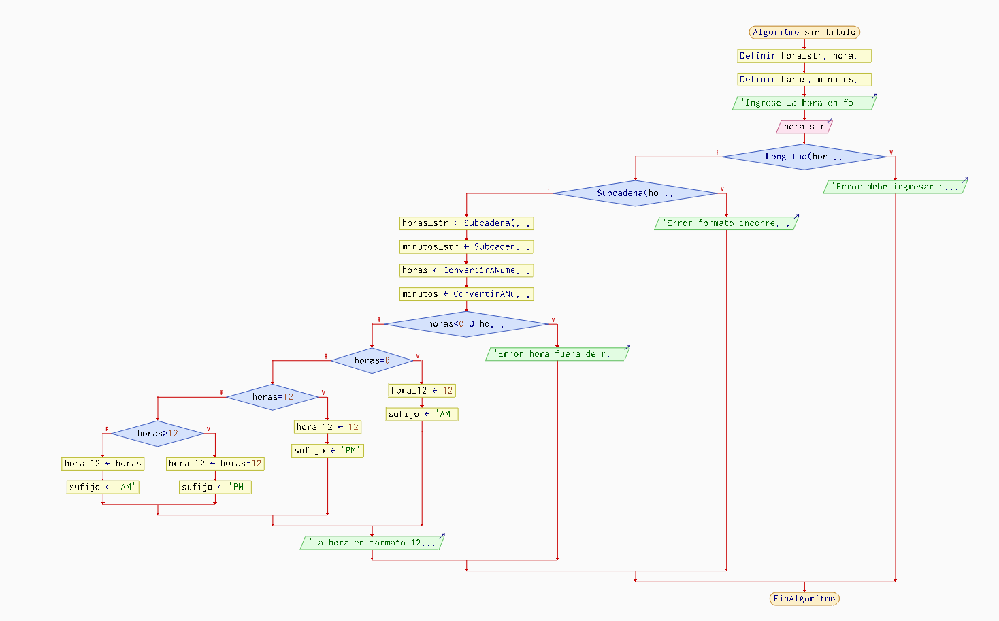 Algoritmo sin_titulo
Definir hora_str, hora...
Definir horas, minutos...
'Ingrese la hora en fo...
hora_str
F
Longitud(hor...
V
F
Subcadena(ho...
V
'Error debe ingresar e...
horas_str ← Subcadena(...
'Error formato incorre...
minutos_str ← Subcaden...
horas ← ConvertirANume...
minutos ← ConvertirANu...
F
horas<0 O ho...
V
F
horas=0
V
'Error hora fuera de r...
F
horas=12
V
hora_12 ← 12
sufijo ← 'AM'
F
horas>12
V
hora_12 ← 12
sufijo ← 'PM'
hora_12 ← horas
hora_12 ← horas-12
sufijo ← 'AM'
sufijo ← 'PM'
'La hora en formato 12...
FinAlgoritmo